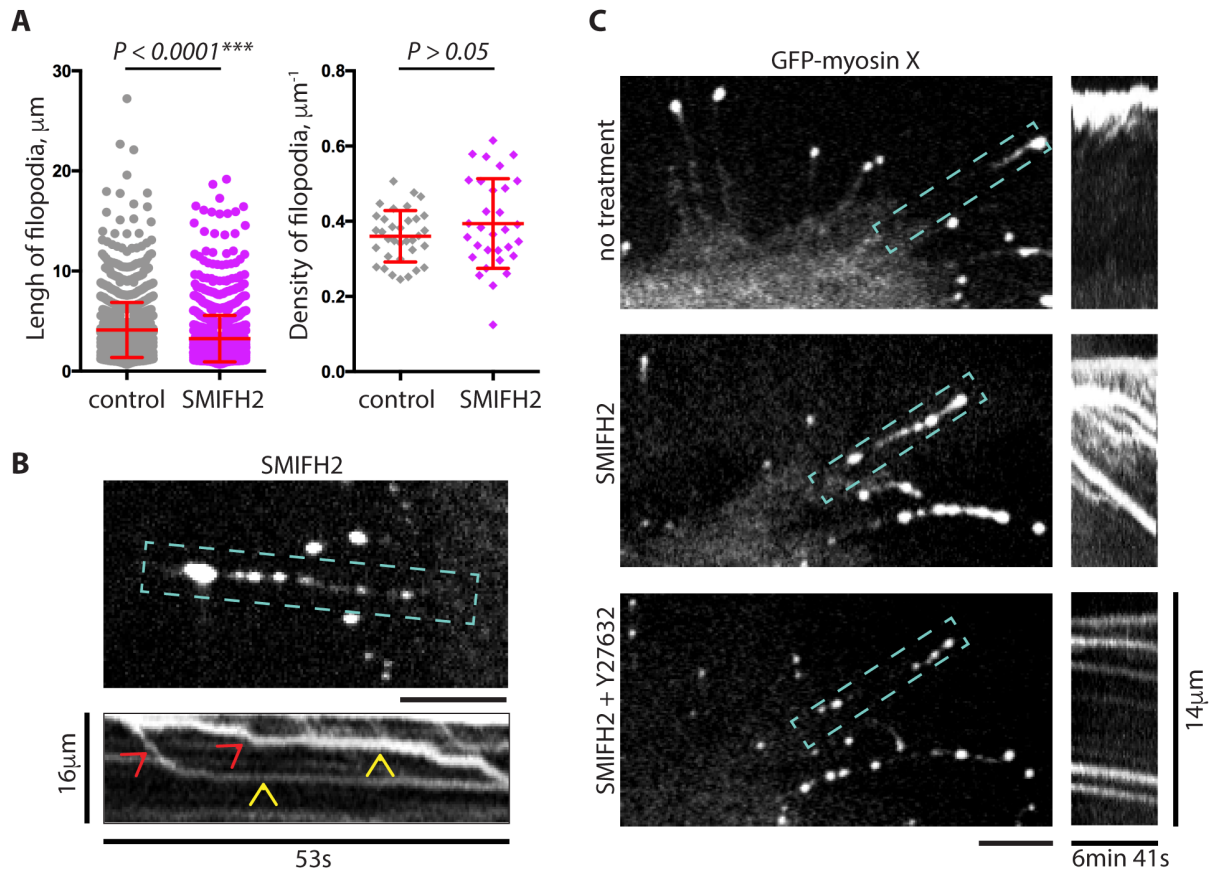 A
P < 0.0001***
Lengh of filopodia, μm
30
20
10
0
control
SMIFH2
P > 0.05
Density of filopodia, μm-1
0.8
0.6
0.4
0.2
0.0
control
SMIFH2
B
SMIFH2
16μm
53s
C
GFP-myosin X
no treatment
SMIFH2
SMIFH2 + Y27632
14μm
6min 41s